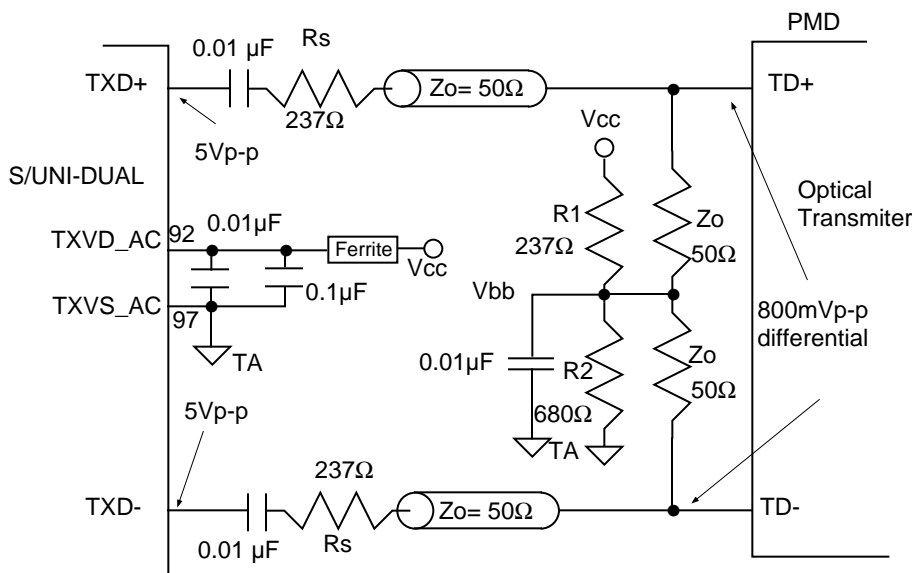 PMD
0.01 µF
Rs
TXD+
Zo= 50Ω
TD+
237Ω
5Vp-p
Vcc
S/UNI-DUAL
Optical
Transmiter
0.01µF
R1
237Ω
Zo
50Ω
TXVD_AC
92
Ferrite
Vcc
0.1µF
Vbb
TXVS_AC
97
800mVp-p
differential
TA
0.01µF
R2
Zo
50Ω
680Ω
5Vp-p
TA
237Ω
TXD-
Zo= 50Ω
TD-
0.01 µF
Rs